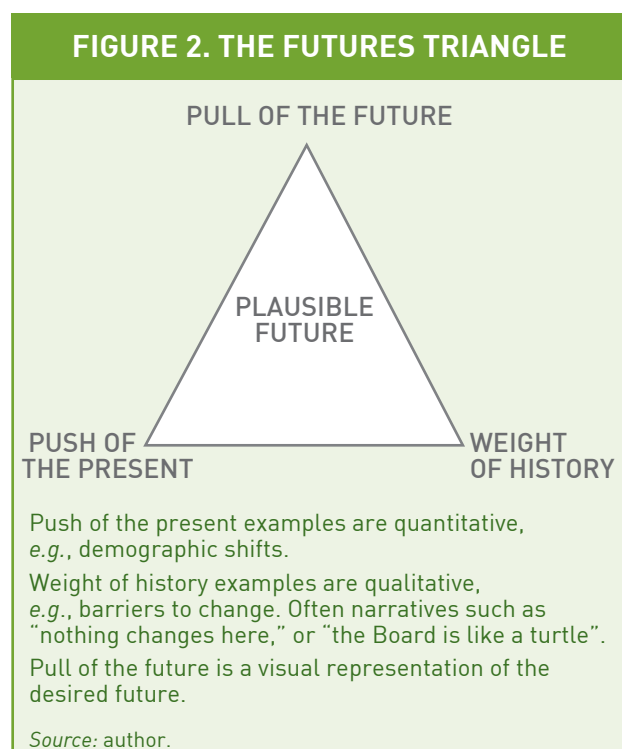 FIGURE 2. THE FUTURES TRIANGLE
PULL OF THE FUTURE
PLAUSIBLE
FUTURE
PUSH OF
THE PRESENT
WEIGHT
OF HISTORY
Push of the present examples are quantitative,
e.g., demographic shifts.
Weight of history examples are qualitative,
e.g., barriers to change. Often narratives such as
“nothing changes here,” or “the Board is like a turtle”.
Pull of the future is a visual representation of the
desired future.
Source: author.